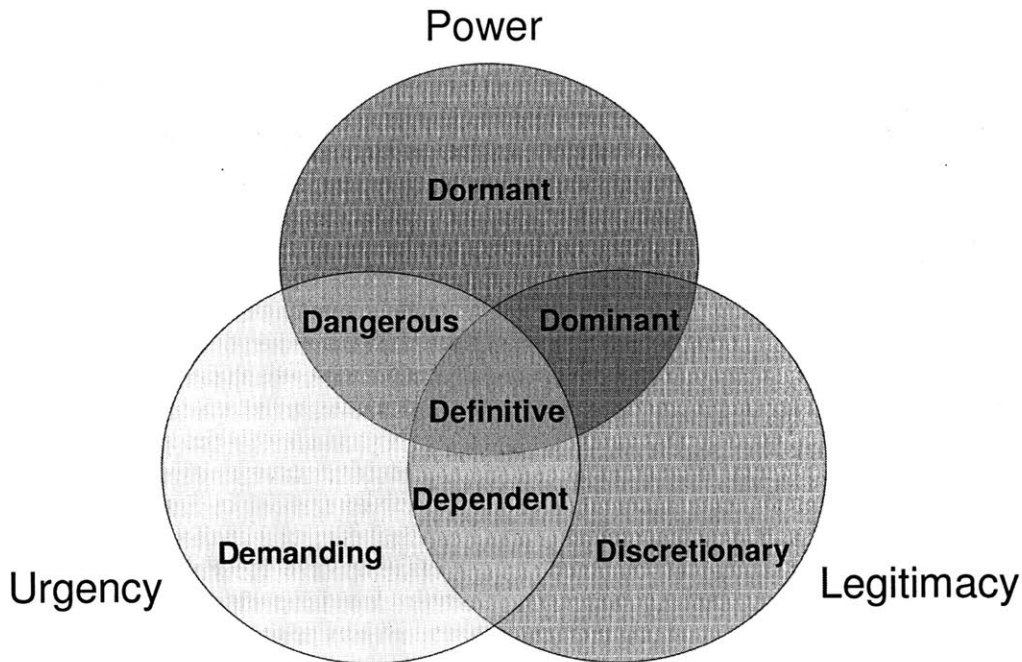 Power
Dormant
Dangerous
Dominant
Definitive
Dependent
Demanding
Discretionary
Urgency
Legitimacy